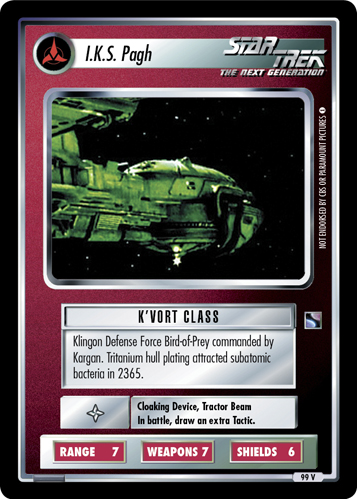 I.K.S. Pagh
STAR TREK
THE NEXT GENERATION
NOT ENDORSED BY CBS OR PARAMOUNT PICTURES
K'VORT CLASS
Klingon Defense Force Bird-of-Prey commanded by
Kargan. Tritanium hull plating attracted subatomic
bacteria in 2365.
Cloaking Device, Tractor Beam
In battle, draw an extra Tactic.
RANGE 7 WEAPONS 7 SHIELDS 6
99 V